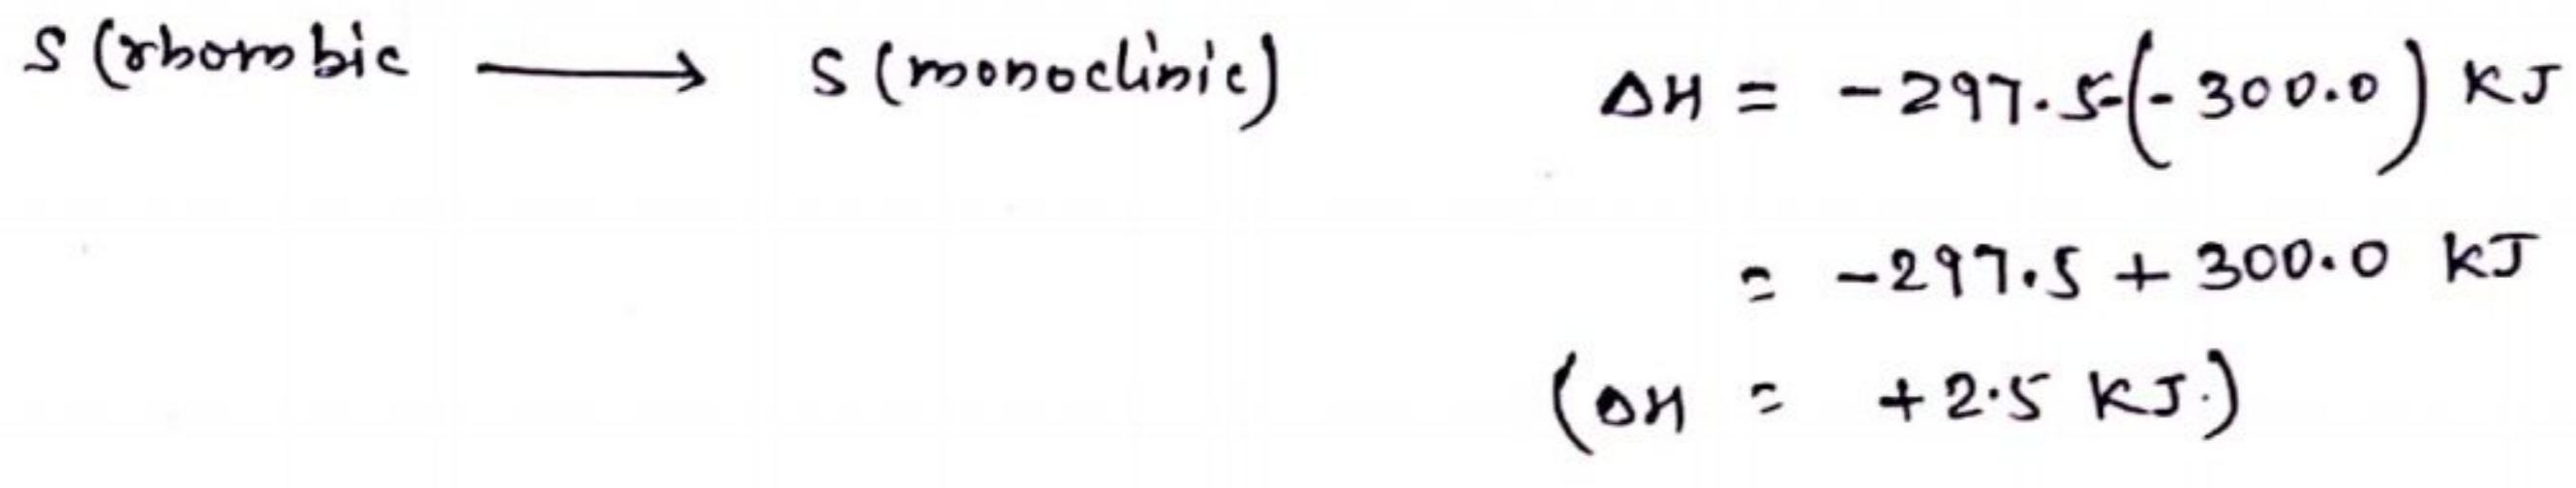 S (rhombic ⟶ S (monoclinic) ΔH = -297.5-(-300.0) KJ
= -297.5 + 300.0 KJ
(ΔH = +2.5 KJ.)